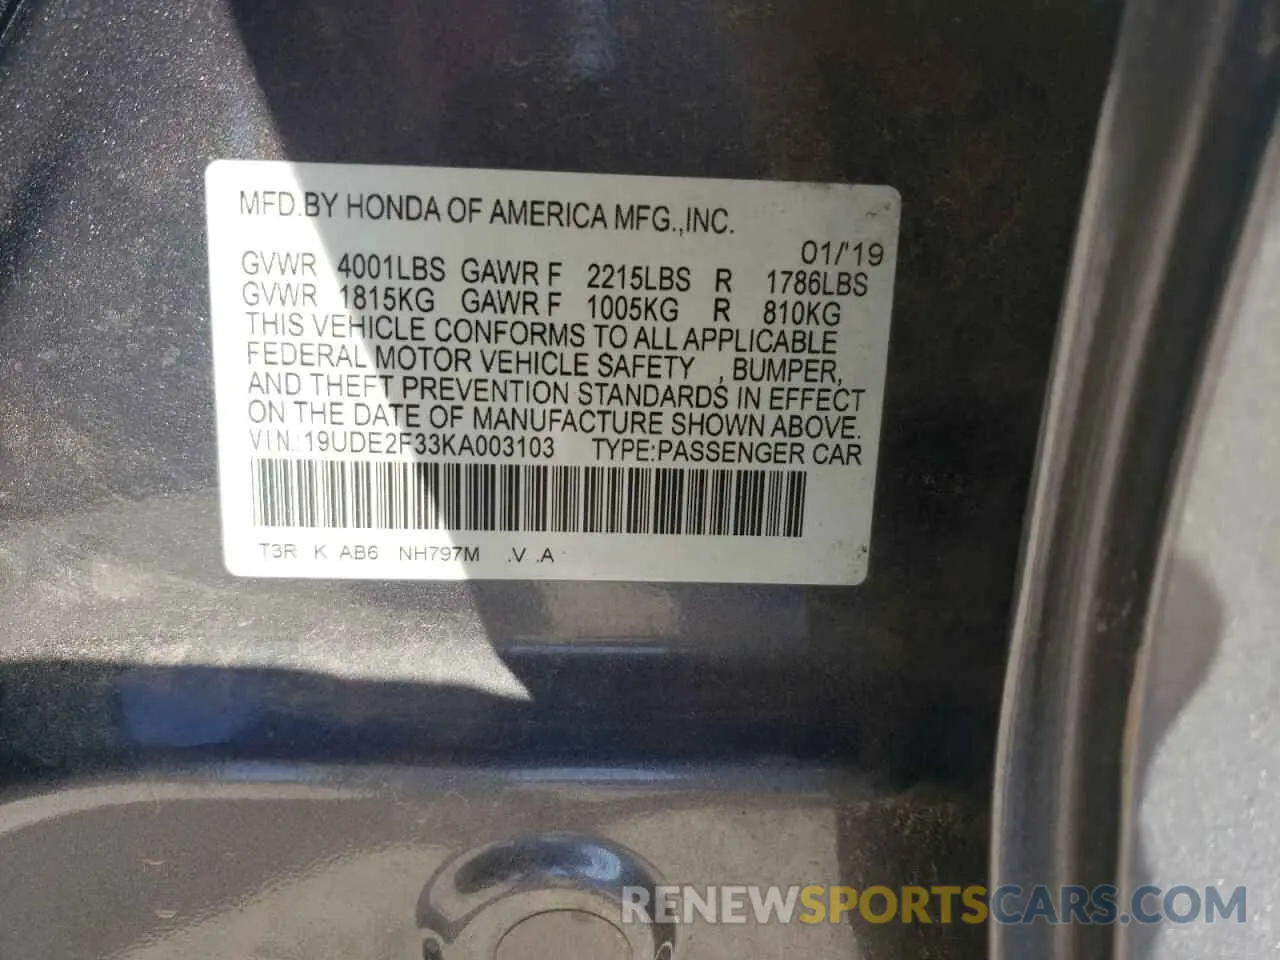 MFD.BY HONDA OF AMERICA MFG.,INC.
01/'19
GVWR 4001LBS GAWR F 2215LBS R 1786LBS
GVWR 1815KG GAWR F 1005KG R 810KG
THIS VEHICLE CONFORMS TO ALL APPLICABLE
FEDERAL MOTOR VEHICLE SAFETY , BUMPER,
AND THEFT PREVENTION STANDARDS IN EFFECT
ON THE DATE OF MANUFACTURE SHOWN ABOVE.
VIN:19UDE2F33KA003103 TYPE:PASSENGER CAR
T3R K AB6 NH797M .V .A
RENEWSPORTSCARS.COM